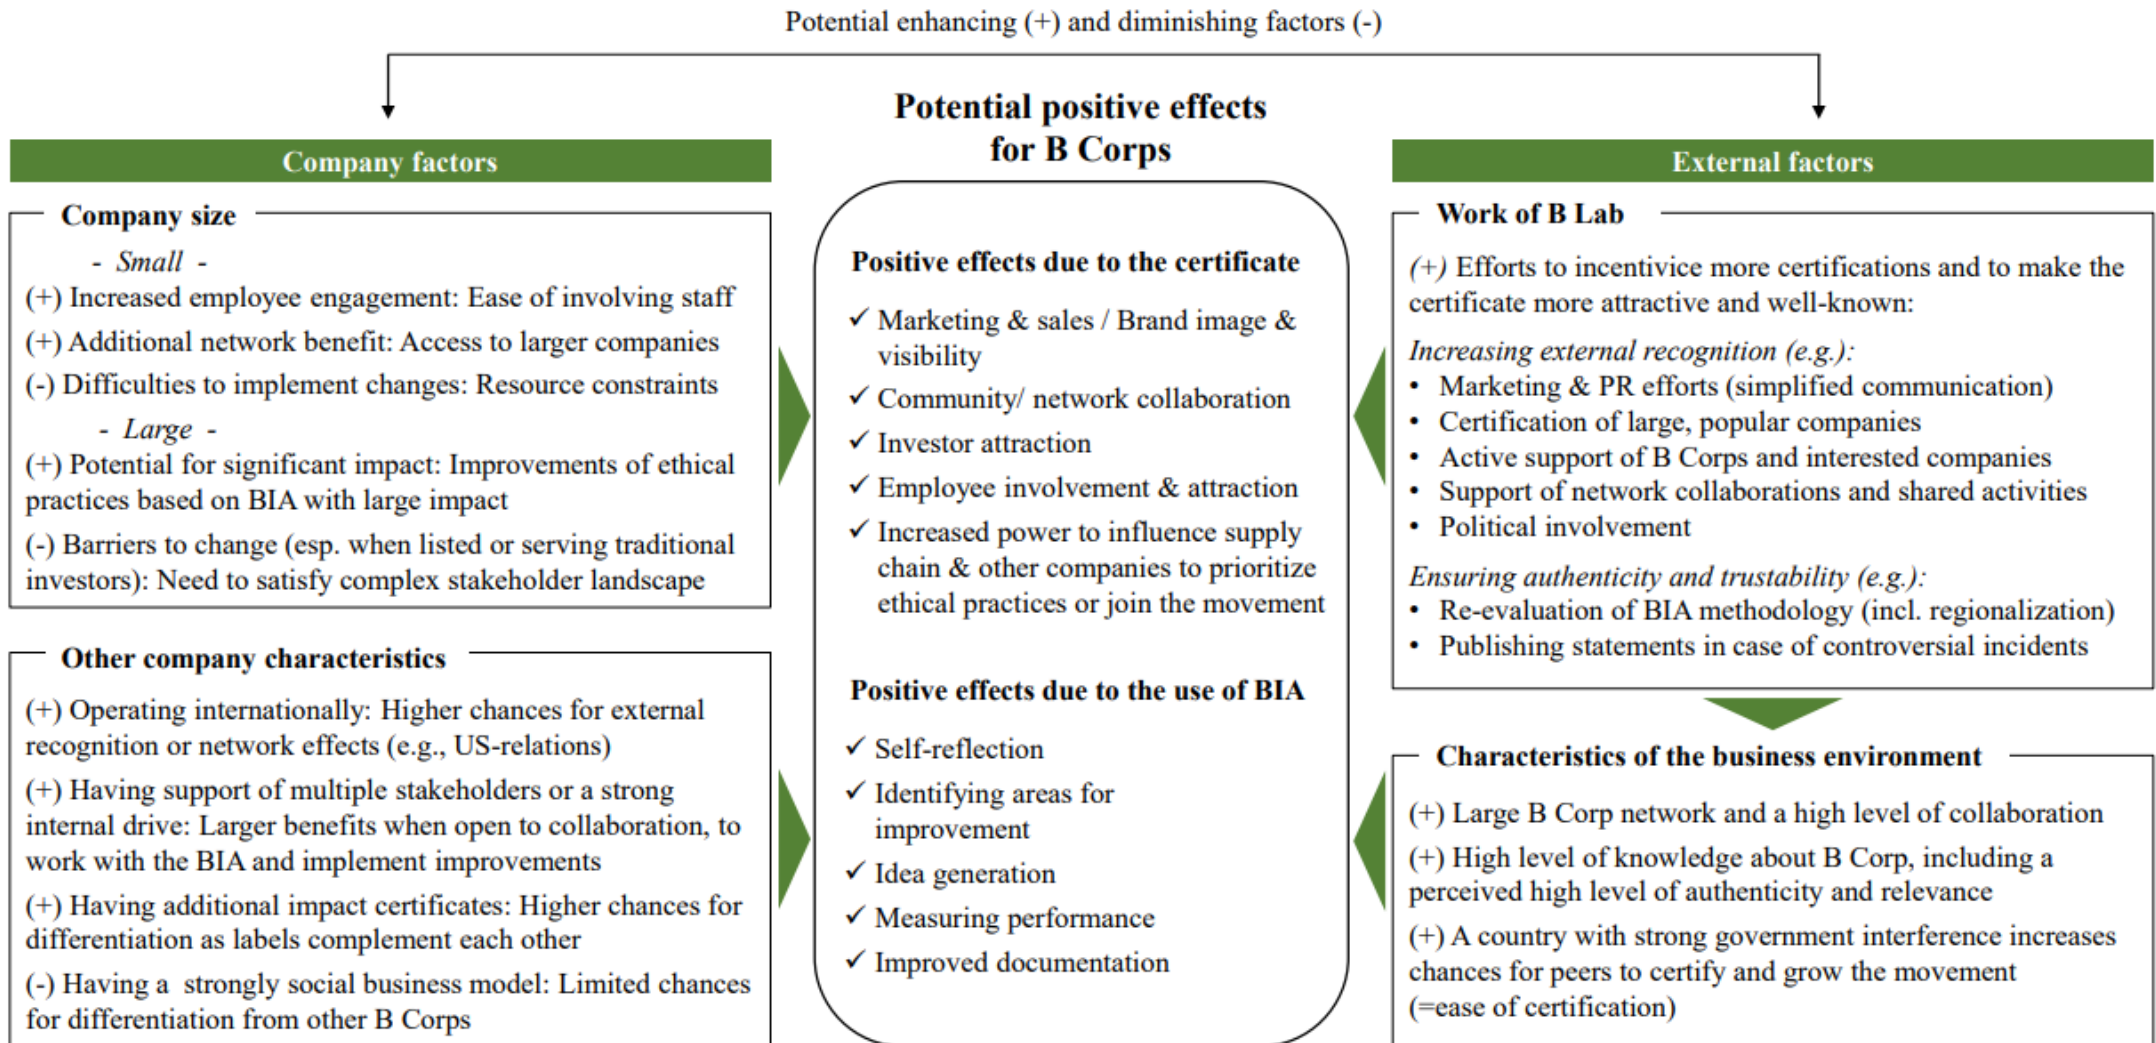 Potential enhancing (+) and diminishing factors (-)
Company factors
Company size
- Small -
(+) Increased employee engagement: Ease of involving staff
(+) Additional network benefit: Access to larger companies
(-) Difficulties to implement changes: Resource constraints
- Large -
(+) Potential for significant impact: Improvements of ethical
practices based on BIA with large impact
(-) Barriers to change (esp. when listed or serving traditional
investors): Need to satisfy complex stakeholder landscape
Other company characteristics
(+) Operating internationally: Higher chances for external
recognition or network effects (e.g., US-relations)
(+) Having support of multiple stakeholders or a strong
internal drive: Larger benefits when open to collaboration, to
work with the BIA and implement improvements
(+) Having additional impact certificates: Higher chances for
differentiation as labels complement each other
(-) Having a strongly social business model: Limited chances
for differentiation from other B Corps
Potential positive effects
for B Corps
Positive effects due to the certificate
✓ Marketing & sales / Brand image &
visibility
✓ Community/ network collaboration
✓ Investor attraction
✓ Employee involvement & attraction
✓ Increased power to influence supply
chain & other companies to prioritize
ethical practices or join the movement
Positive effects due to the use of BIA
✓ Self-reflection
✓ Identifying areas for
improvement
✓ Idea generation
✓ Measuring performance
✓ Improved documentation
External factors
Work of B Lab
(+) Efforts to incentivice more certifications and to make the
certificate more attractive and well-known:
Increasing external recognition (e.g.):
• Marketing & PR efforts (simplified communication)
• Certification of large, popular companies
• Active support of B Corps and interested companies
• Support of network collaborations and shared activities
• Political involvement
Ensuring authenticity and trustability (e.g.):
• Re-evaluation of BIA methodology (incl. regionalization)
• Publishing statements in case of controversial incidents
Characteristics of the business environment
(+) Large B Corp network and a high level of collaboration
(+) High level of knowledge about B Corp, including a
perceived high level of authenticity and relevance
(+) A country with strong government interference increases
chances for peers to certify and grow the movement
(=ease of certification)